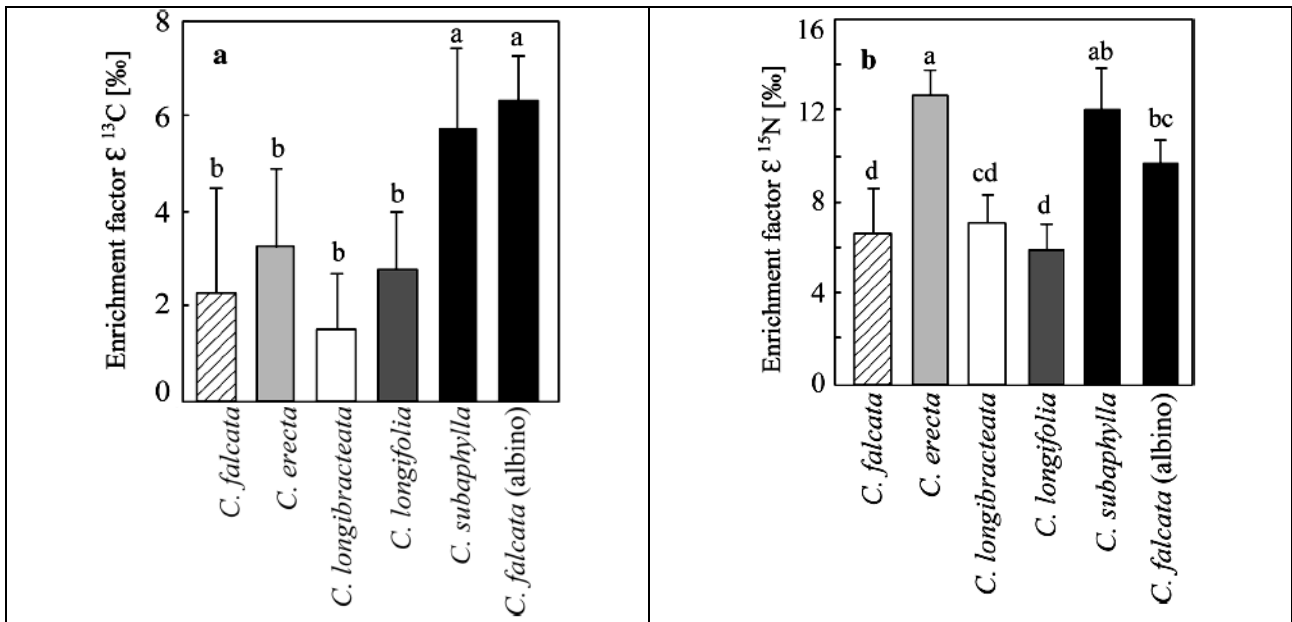 a
Enrichment factor Ɛ ¹³C [‰]
8
6
4
2
0
b
b
b
b
a
a
C. falcata
C. erecta
C. longibracteata
C. longifolia
C. subaphylla
C. falcata (albino)
b
Enrichment factor Ɛ ¹⁵N [‰]
16
12
8
4
0
d
a
cd
d
ab
bc
C. falcata
C. erecta
C. longibracteata
C. longifolia
C. subaphylla
C. falcata (albino)